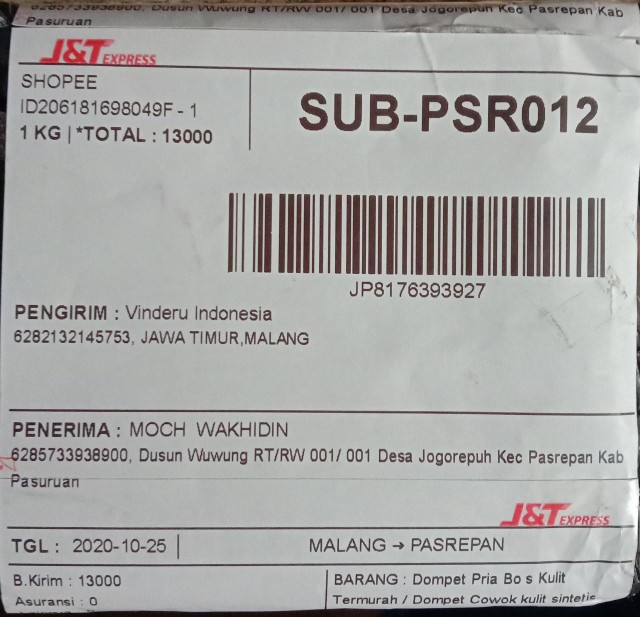 6285733938900, Dusun Wuwung RT/RW 001/ 001 Desa Jogorepuh Kec Pasrepan Kab
Pasuruan
J&T EXPRESS
SHOPEE
ID206181698049F - 1
1 KG | *TOTAL : 13000
SUB-PSR012
JP8176393927
PENGIRIM : Vinderu Indonesia
6282132145753, JAWA TIMUR,MALANG
PENERIMA : MOCH WAKHIDIN
6285733938900, Dusun Wuwung RT/RW 001/ 001 Desa Jogorepuh Kec Pasrepan Kab
Pasuruan
J&T EXPRESS
TGL : 2020-10-25 | MALANG → PASREPAN
B.Kirim : 13000
Asuransi : 0
BARANG : Dompet Pria Bo s Kulit
Termurah / Dompet Cowok kulit sintetis